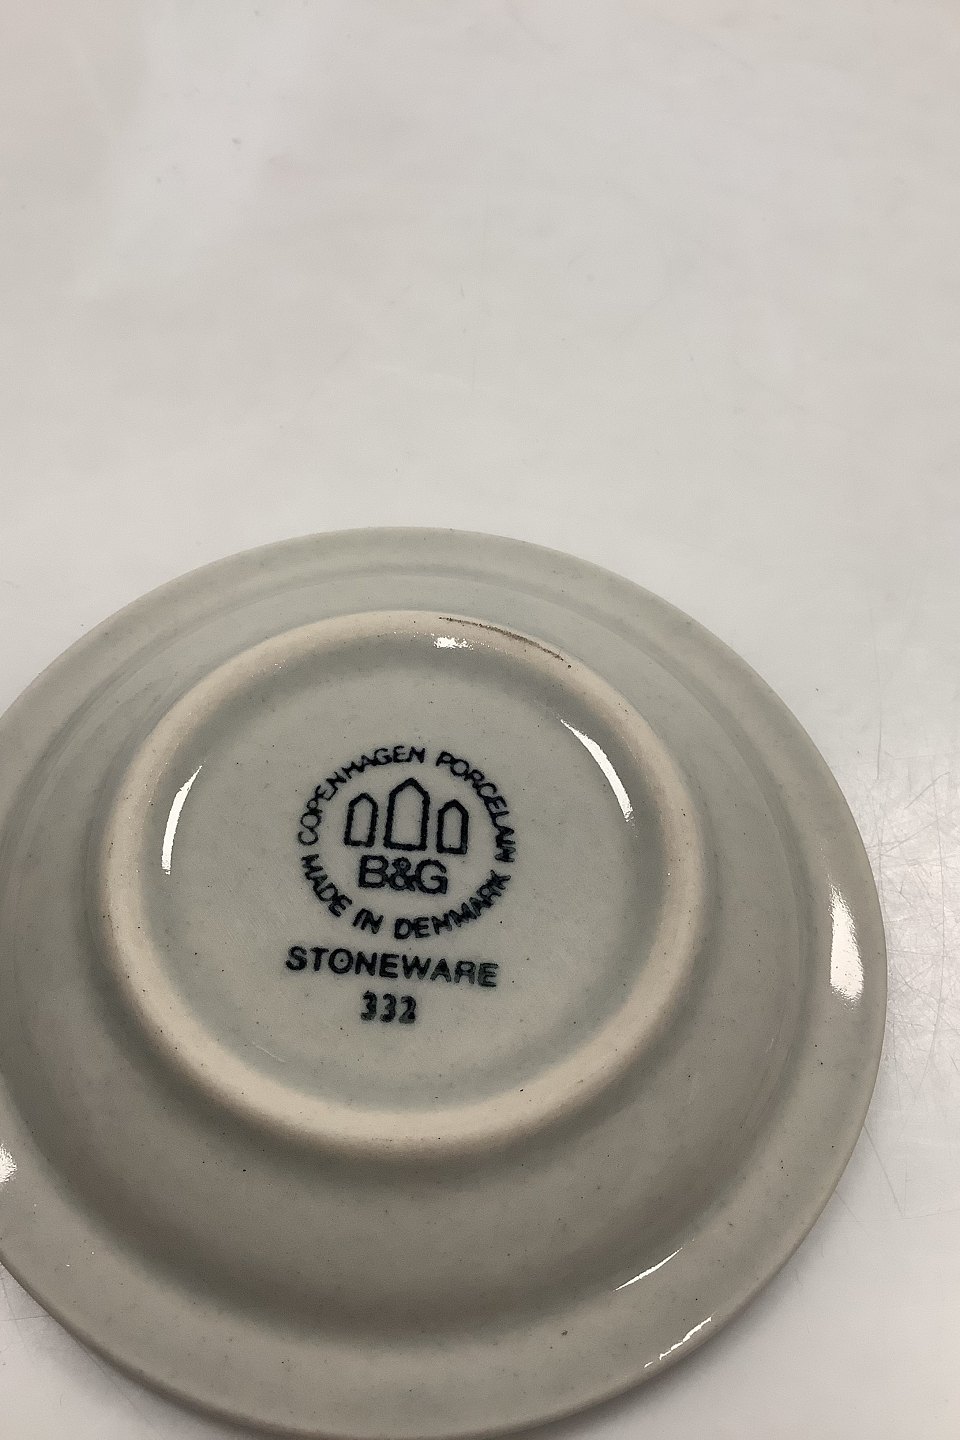 COPENHAGEN PORCELAIN
B&G
MADE IN DENMARK
STONEWARE
332